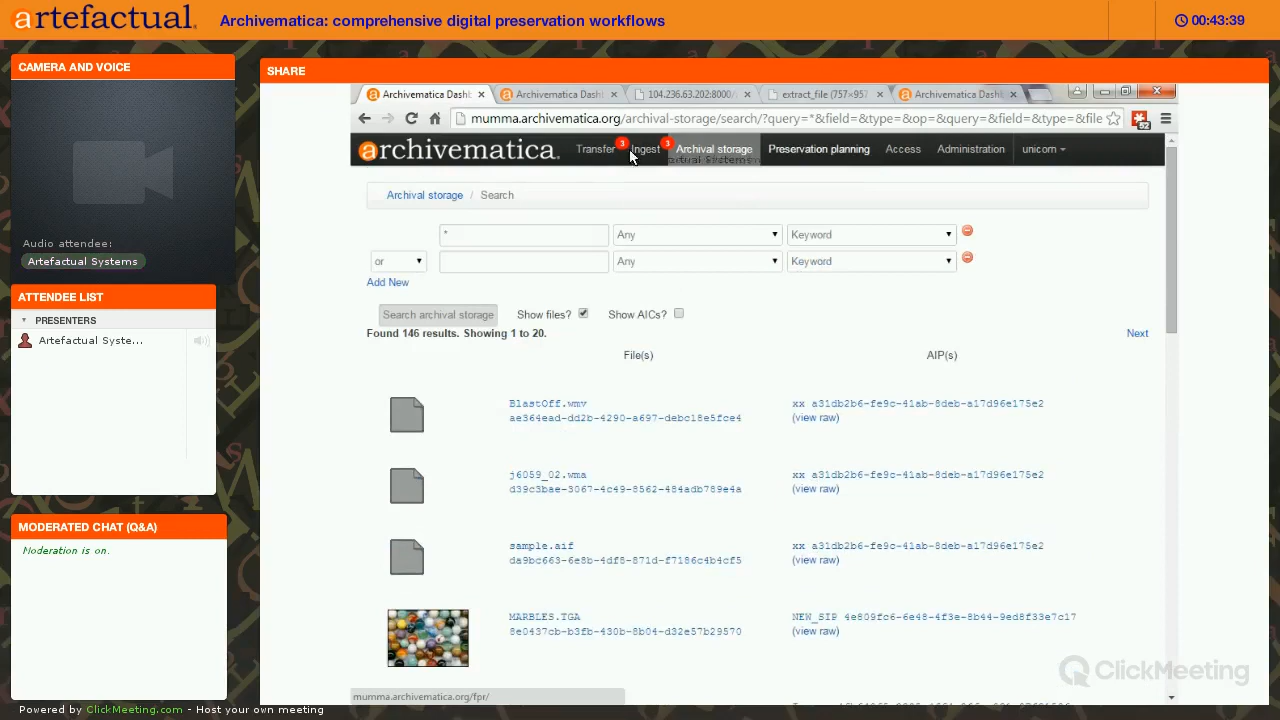 artefactual
Archivematica: comprehensive digital preservation workflows
00:43:39
CAMERA AND VOICE
Audio attendee:
Artefactual Systems
ATTENDEE LIST
PRESENTERS
Artefactual Syste...
MODERATED CHAT (Q&A)
Moderation is on.
SHARE
Archivematica Dashb
Archivematica Dashb
104.236.63.202:8000/
extract_file (757×957
Archivematica Dashb
mumma.archivematica.org/archival-storage/search/?query=*&field=&type=&op=&query=&field=&type=&file
archivematica
Transfer 3
Ingest 3
Archival storage
Preservation planning
Access
Administration
unicorn
Archival storage / Search
* Any Keyword
or Any Keyword
Add New
Search archival storage Show files? Show AICs?
Found 146 results. Showing 1 to 20.
Next
File(s) AIP(s)
BlastOff.wmv xx a31db2b6-fe9c-41ab-8deb-a17d96e175e2
ae364ead-dd2b-4290-a697-debc18e5fce4 (view raw)
j6059_02.wma xx a31db2b6-fe9c-41ab-8deb-a17d96e175e2
d39c3bae-3067-4c49-8562-484adb789e4a (view raw)
sample.aif xx a31db2b6-fe9c-41ab-8deb-a17d96e175e2
da9bc663-6e8b-4df8-871d-f7186c4b4cf5 (view raw)
MARBLES.TGA NEW_SIP 4e809fc6-6e48-4f3e-8b44-9ed8f33e7c17
8e0437cb-b3fb-430b-8b04-d32e57b29570 (view raw)
mumma.archivematica.org/fpr/
ClickMeeting
Powered by ClickMeeting.com - Host your own meeting